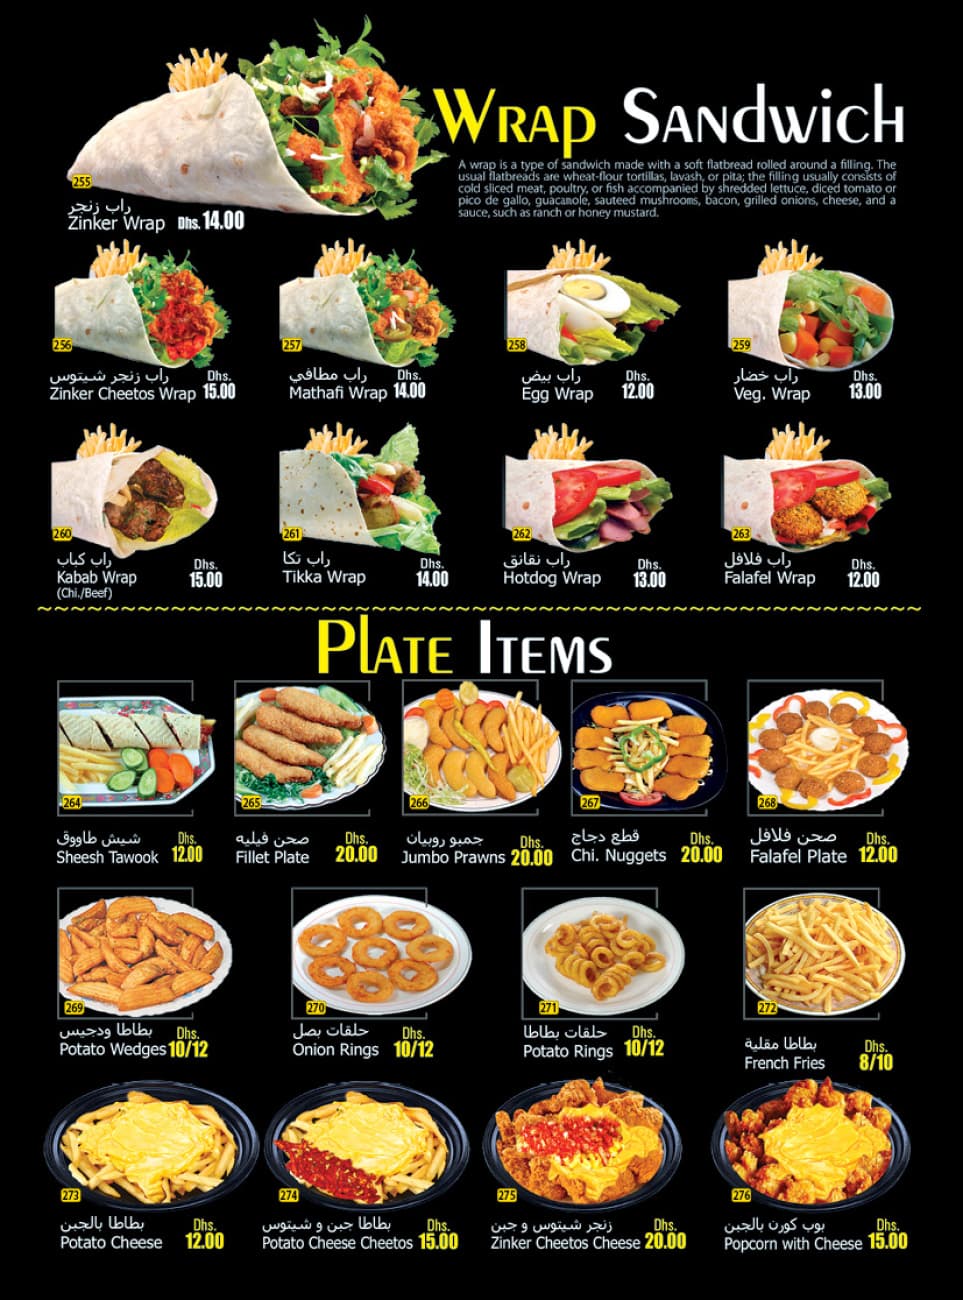 Wrap Sandwich
A wrap is a type of sandwich made with a soft flatbread rolled around a filling. The
usual flatbreads are wheat-flour tortillas, lavash, or pita; the filling usually consists of
cold sliced meat, poultry, or fish accompanied by shredded lettuce, diced tomato or
pico de gallo, guacamole, sauteed mushrooms, bacon, grilled onions, cheese, and a
sauce, such as ranch or honey mustard.
255
راب زنجر
Zinker Wrap Dhs. 14.00
256
راب زنجر شيتوس Dhs.
Zinker Cheetos Wrap 15.00
257
راب مطافي Dhs.
Mathafi Wrap 14.00
258
راب بيض Dhs.
Egg Wrap 12.00
259
راب خضار Dhs.
Veg. Wrap 13.00
260
راب كباب Dhs.
Kabab Wrap 15.00
(Chi./Beef)
261
راب تكا Dhs.
Tikka Wrap 14.00
262
راب نقانق Dhs.
Hotdog Wrap 13.00
263
راب فلافل Dhs.
Falafel Wrap 12.00
Plate Items
264
شيش طاووق Dhs.
Sheesh Tawook 12.00
265
صحن فيليه Dhs.
Fillet Plate 20.00
266
جمبو روبيان Dhs.
Jumbo Prawns 20.00
267
قطع دجاج Dhs.
Chi. Nuggets 20.00
268
صحن فلافل Dhs.
Falafel Plate 12.00
269
بطاطا ودجيس Dhs.
Potato Wedges 10/12
270
حلقات بصل Dhs.
Onion Rings 10/12
271
حلقات بطاطا Dhs.
Potato Rings 10/12
272
بطاطا مقلية Dhs.
French Fries 8/10
273
بطاطا بالجبن Dhs.
Potato Cheese 12.00
274
بطاطا جبن و شيتوس Dhs.
Potato Cheese Cheetos 15.00
275
زنجر شيتوس و جبن Dhs.
Zinker Cheetos Cheese 20.00
276
بوب كورن بالجبن Dhs.
Popcorn with Cheese 15.00